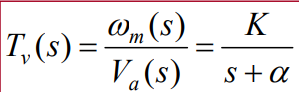 T_v(s) = ω_m(s) / V_a(s) = K / (s + α)